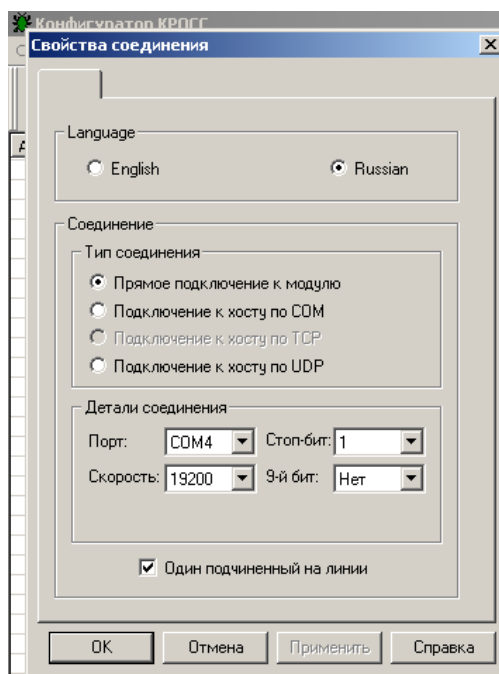 Конфигуратор КРОСС
Свойства соединения
Language
English
Russian
Соединение
Тип соединения
Прямое подключение к модулю
Подключение к хосту по COM
Подключение к хосту по TCP
Подключение к хосту по UDP
Детали соединения
Порт: COM4 Стоп-бит: 1
Скорость: 19200 9-й бит: Нет
Один подчиненный на линии
OK Отмена Применить Справка